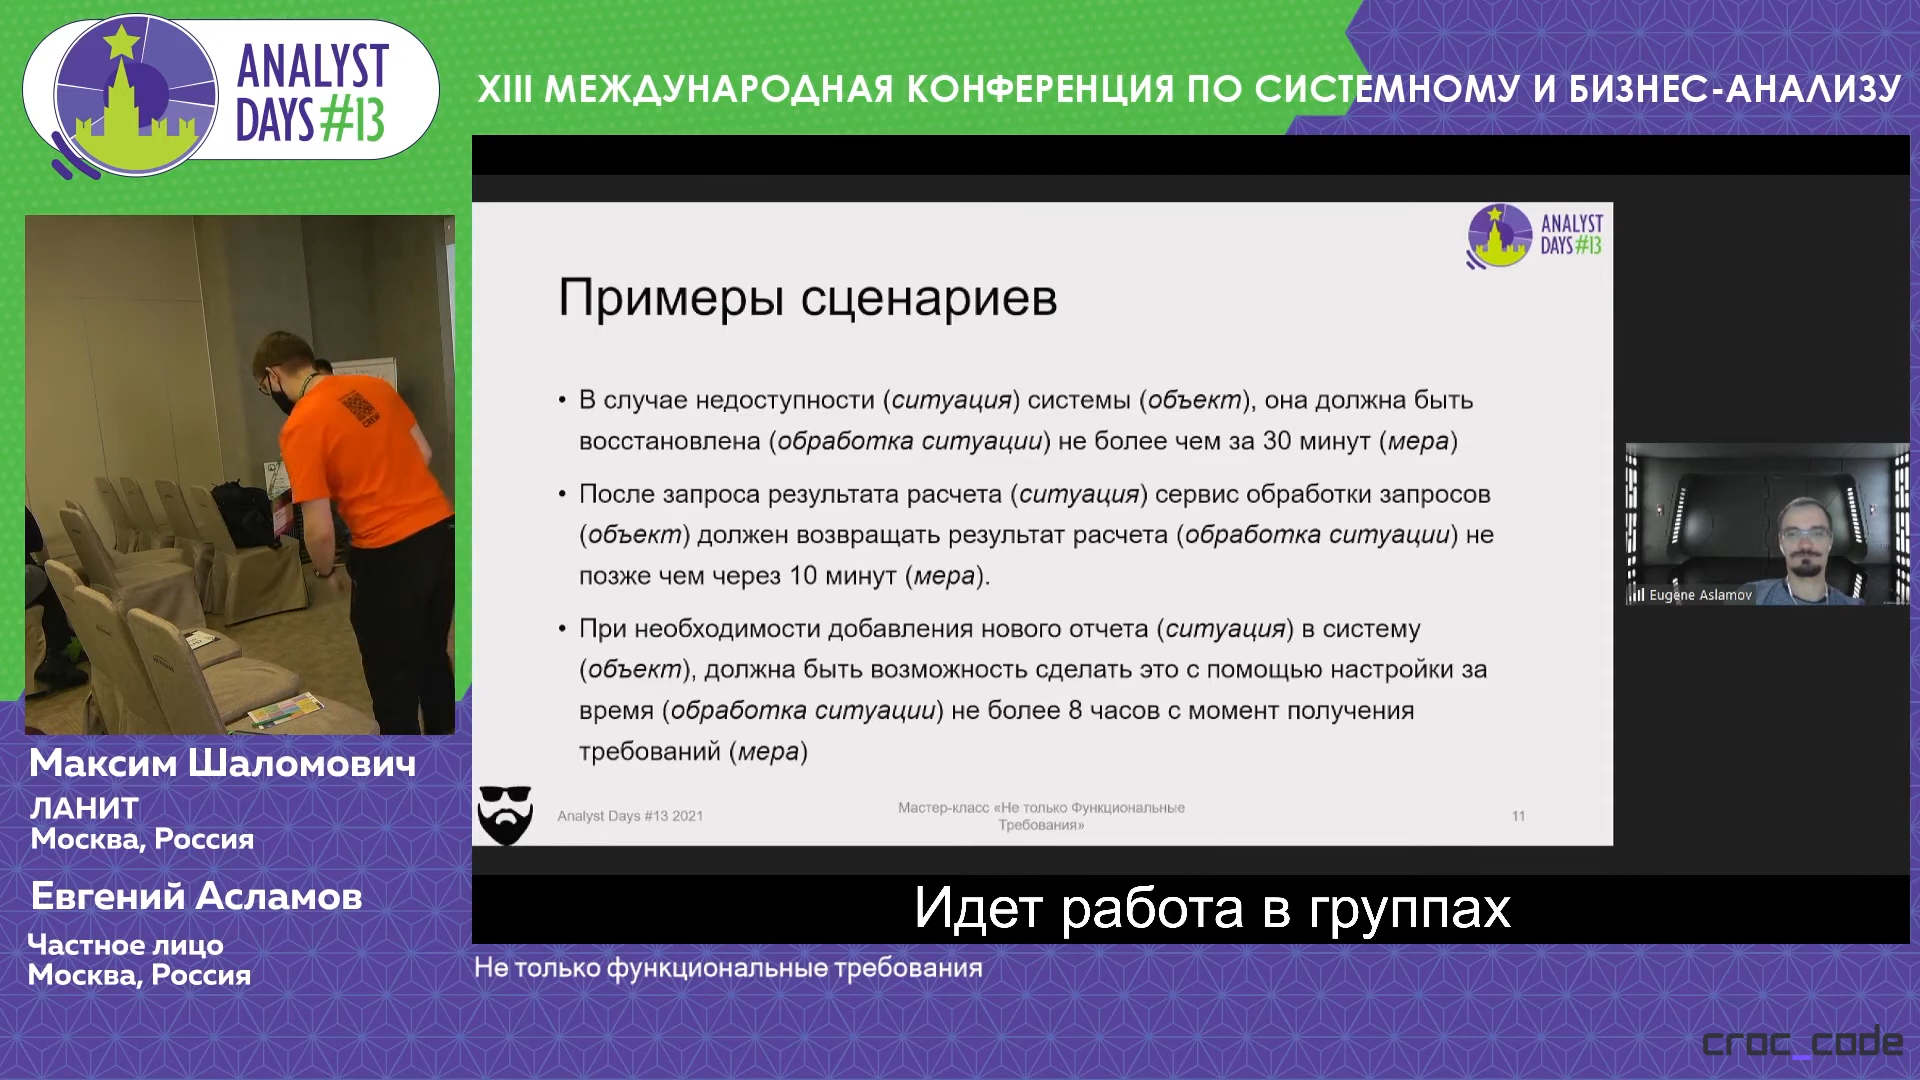 ANALYST
DAYS #13
XIII МЕЖДУНАРОДНАЯ КОНФЕРЕНЦИЯ ПО СИСТЕМНОМУ И БИЗНЕС-АНАЛИЗУ
ANALYST
DAYS #13
Примеры сценариев
• В случае недоступности (ситуация) системы (объект), она должна быть
восстановлена (обработка ситуации) не более чем за 30 минут (мера)
• После запроса результата расчета (ситуация) сервис обработки запросов
(объект) должен возвращать результат расчета (обработка ситуации) не
позже чем через 10 минут (мера).
• При необходимости добавления нового отчета (ситуация) в систему
(объект), должна быть возможность сделать это с помощью настройки за
время (обработка ситуации) не более 8 часов с момент получения
требований (мера)
Analyst Days #13 2021
Мастер-класс «Не только Функциональные
Требования»
11
Eugene Aslamov
CREW
Максим Шаломович
ЛАНИТ
Москва, Россия
Евгений Асламов
Частное лицо
Москва, Россия
Идет работа в группах
Не только функциональные требования
croc_code